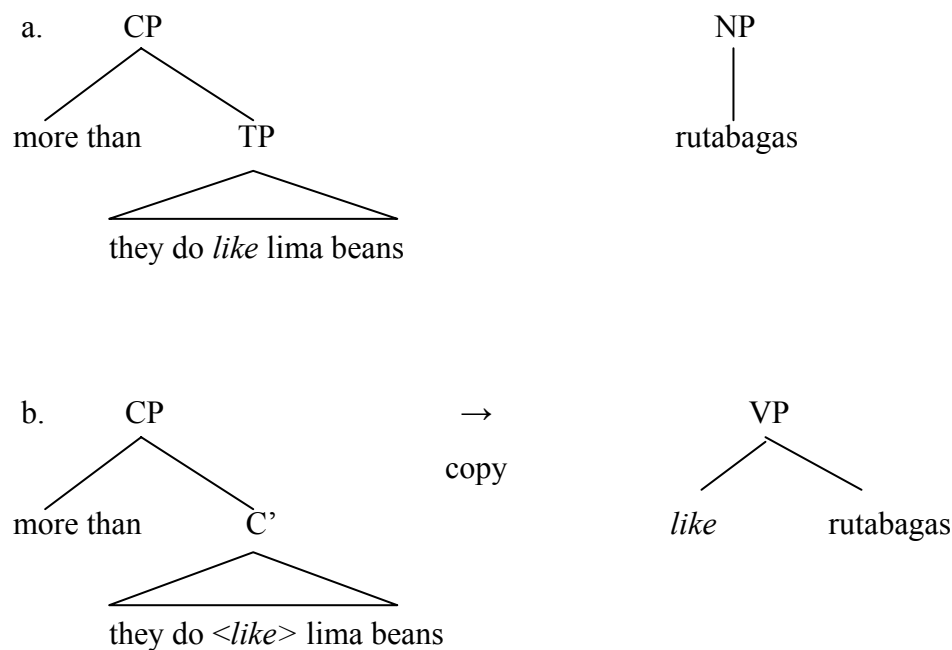 a. CP NP
more than TP rutabagas
they do like lima beans
b. CP → VP
copy
more than C’ like rutabagas
they do <like> lima beans